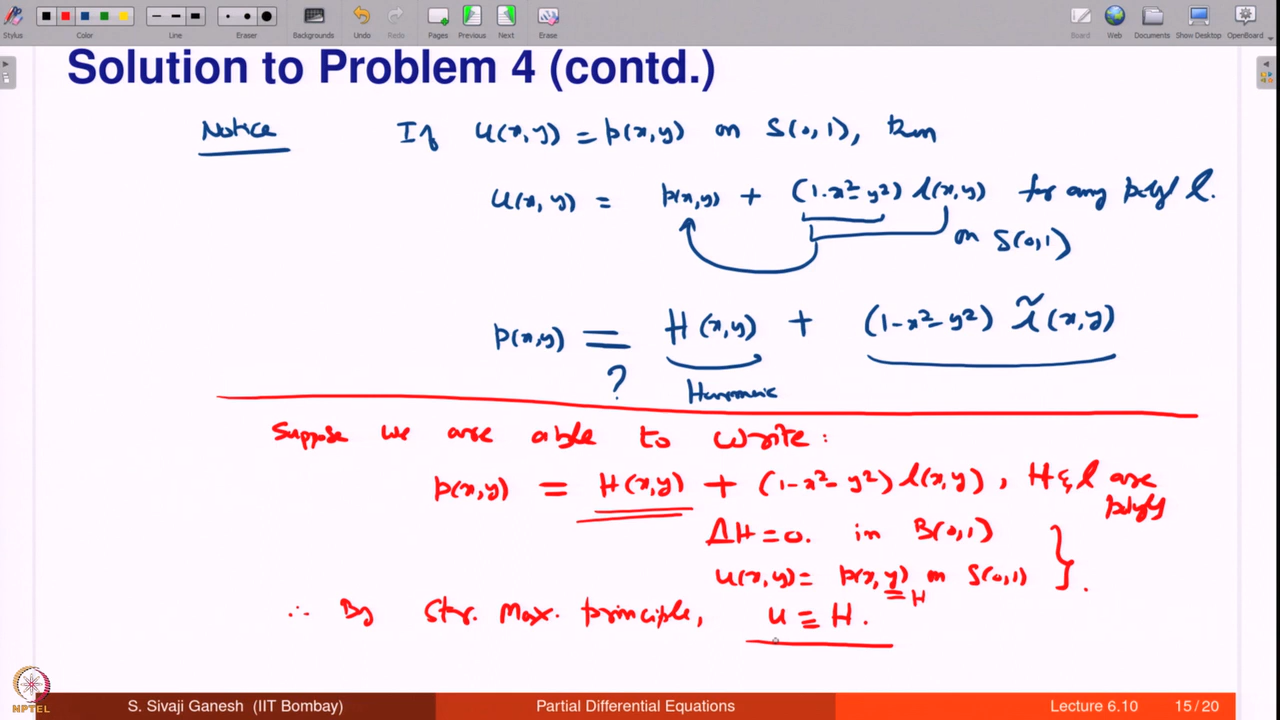 Stylus Color Line Eraser Backgrounds Undo Redo Pages Previous Next Erase Board Web Documents Show Desktop OpenBoard
Solution to Problem 4 (contd.)
Notice If u(x,y) = p(x,y) on S(0,1), then
u(x,y) = p(x,y) + (1-x²-y²) l(x,y) for any polyl l.
on S(0,1)
p(x,y) = H(x,y) + (1-x²-y²) l̃(x,y)
? Harmonic
Suppose we are able to write:
p(x,y) = H(x,y) + (1-x²-y²) l(x,y), H & l are
polyls
ΔH=0. in B(0,1)
u(x,y) = p(x,y) on S(0,1)
H
∴ By Str. Max. principle, u ≡ H.
NPTEL
S. Sivaji Ganesh (IIT Bombay) Partial Differential Equations Lecture 6.10 15 / 20